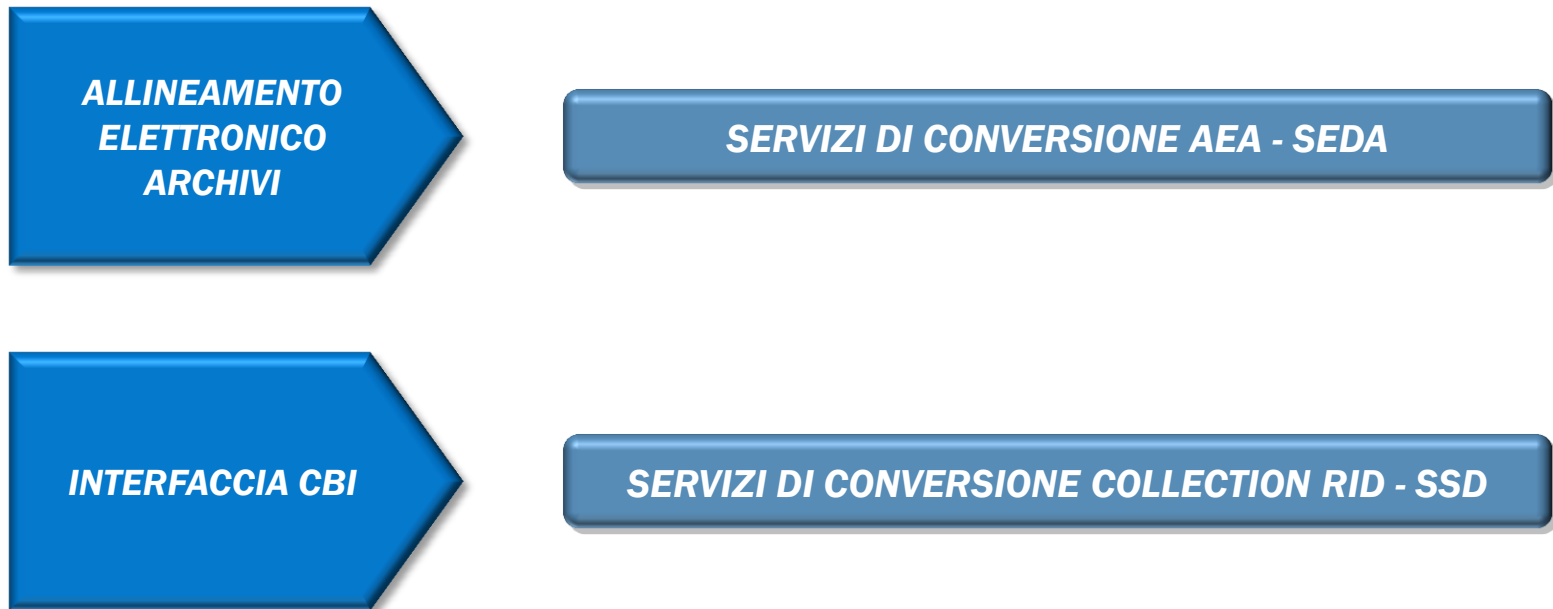 ALLINEAMENTO
ELETTRONICO
ARCHIVI
SERVIZI DI CONVERSIONE AEA - SEDA
INTERFACCIA CBI
SERVIZI DI CONVERSIONE COLLECTION RID - SSD